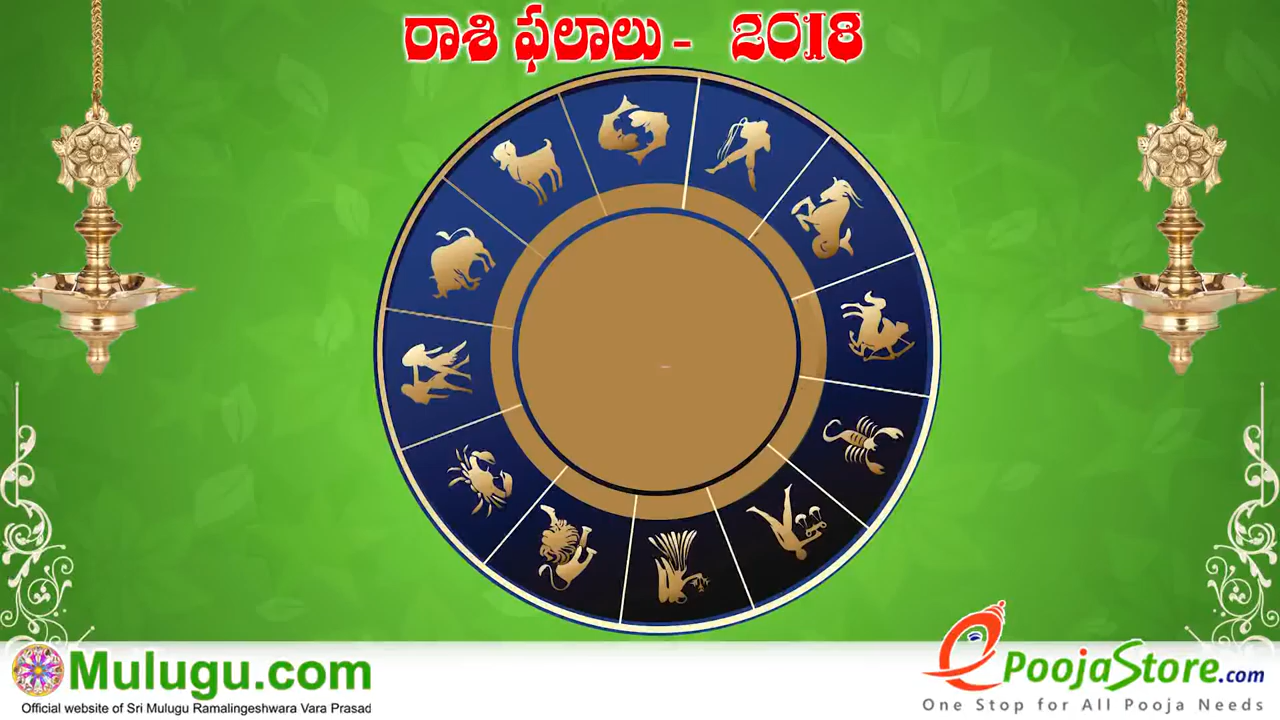 రాశి ఫలాలు - 2018
Mulugu.com
Official website of Sri Mulugu Ramalingeshwara Vara Prasad
ePoojaStore.com
One Stop for All Pooja Needs